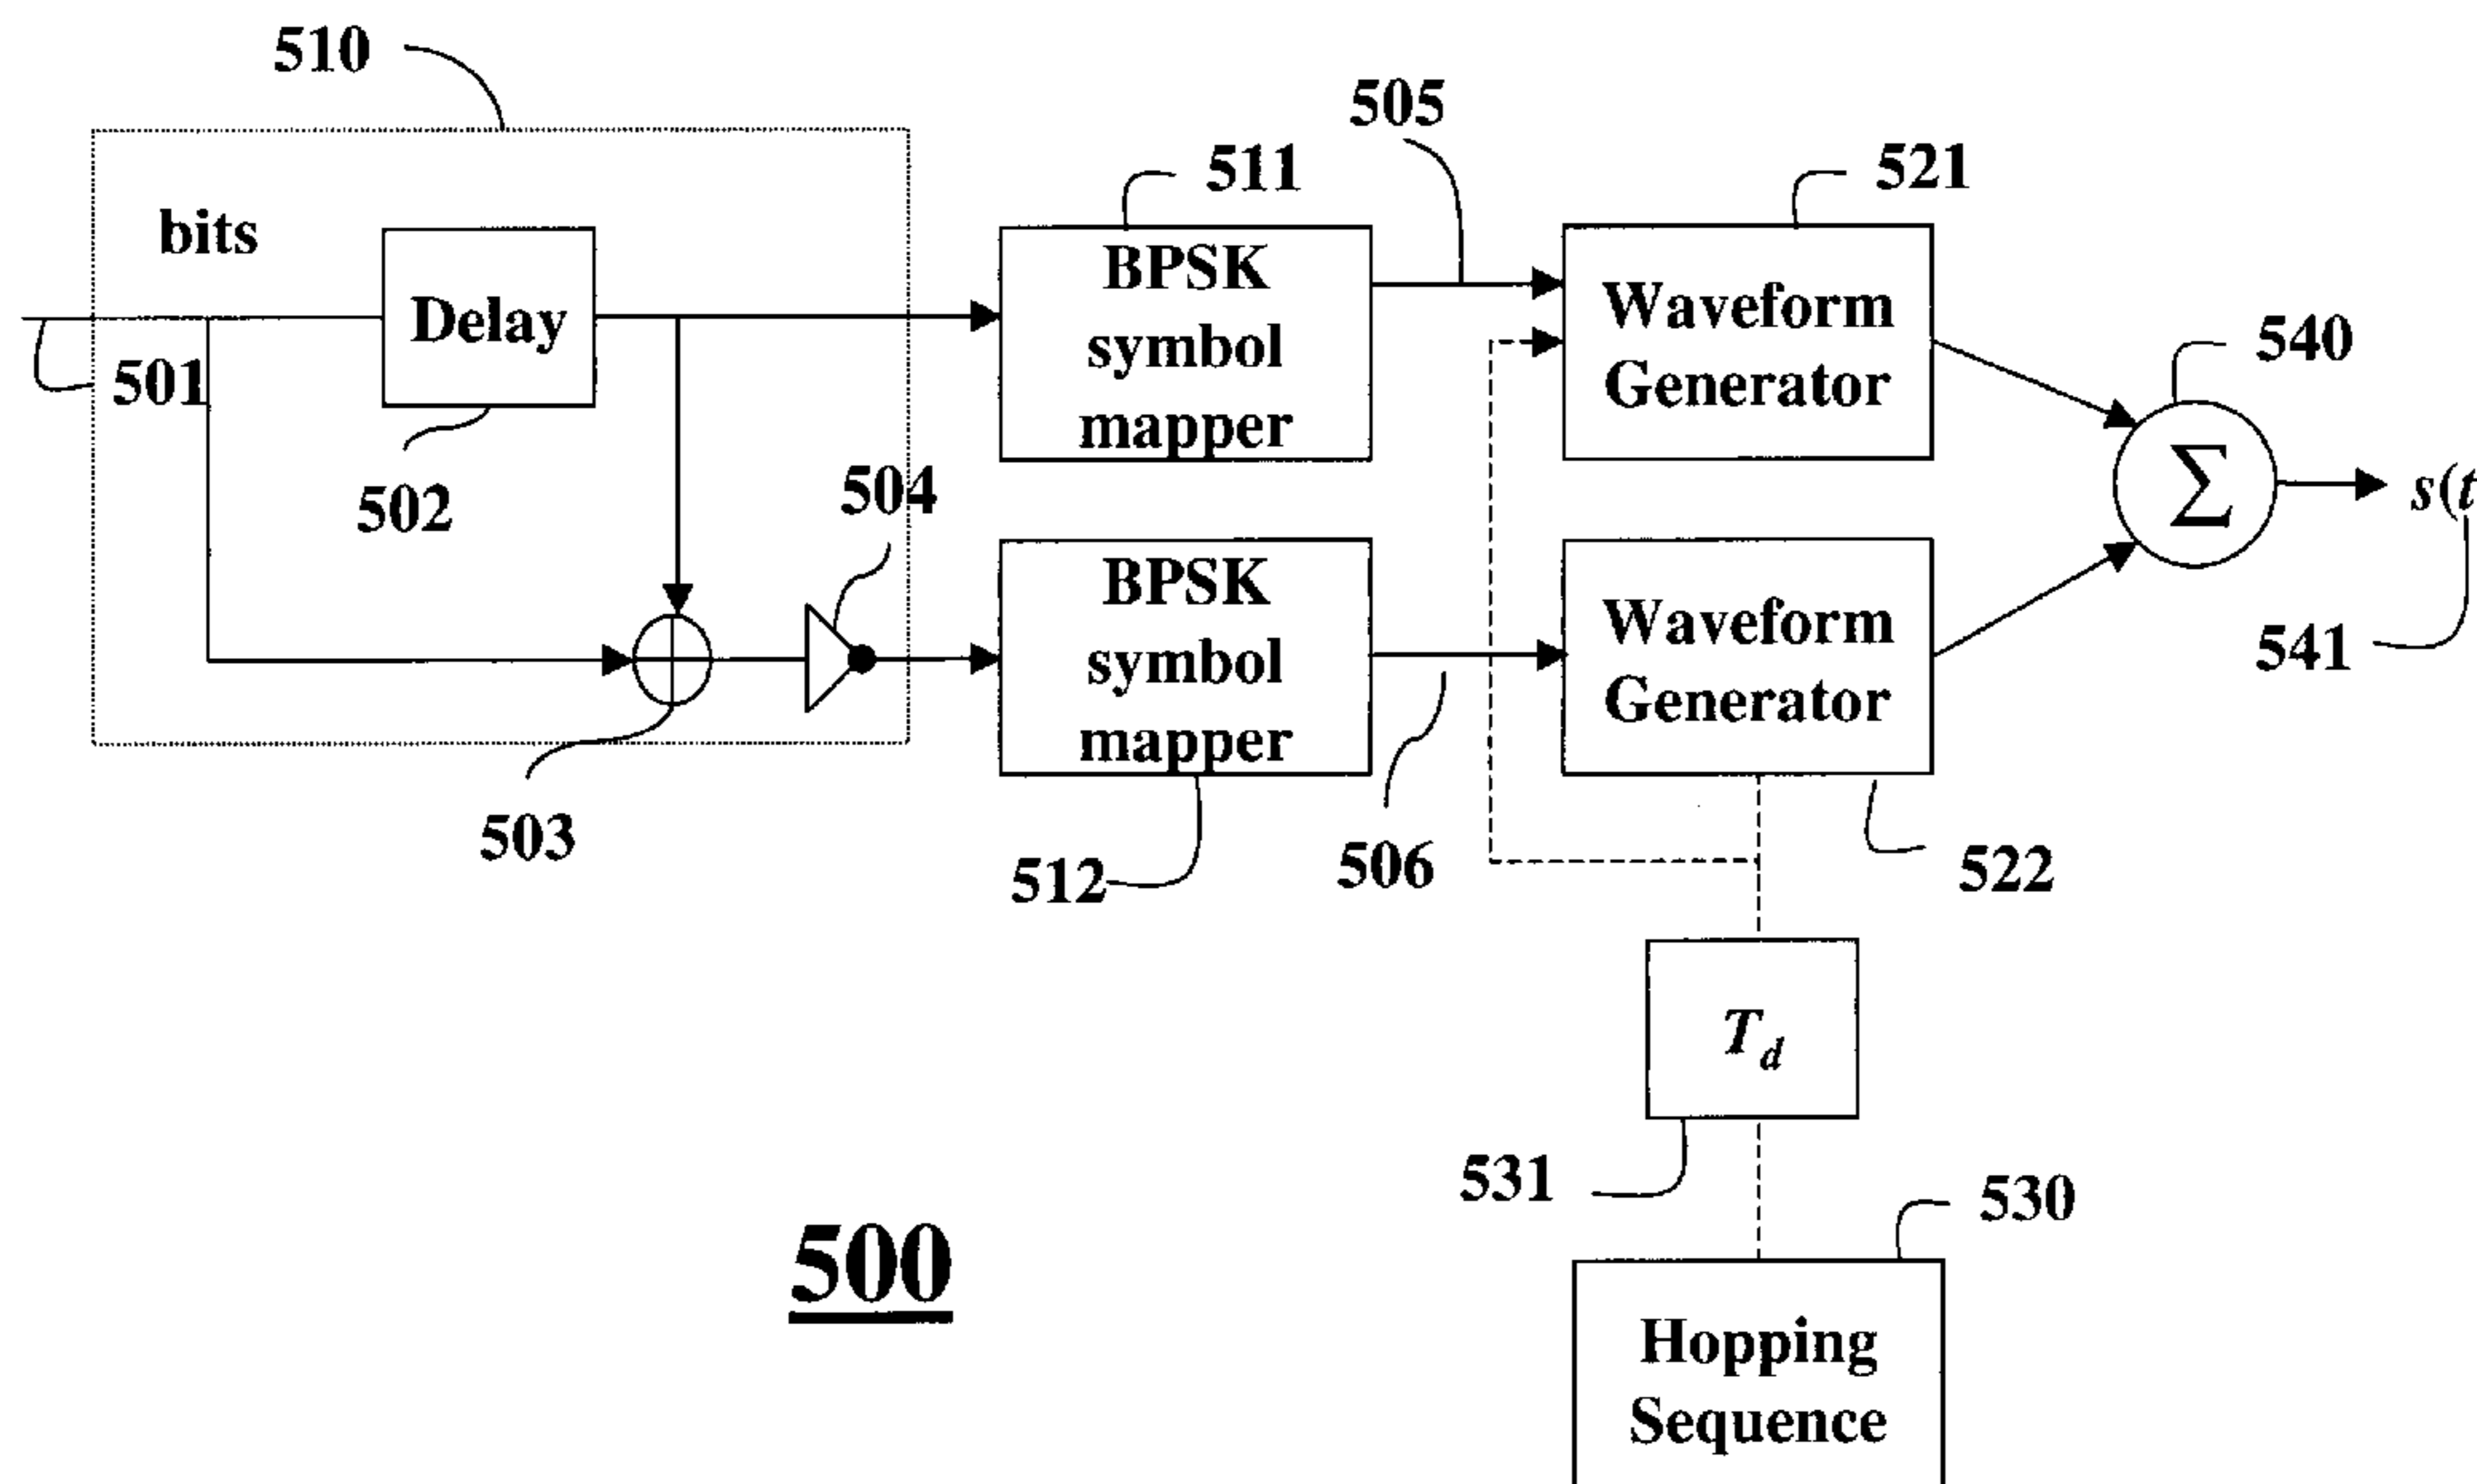 510
505
511
521
bits
BPSK
symbol
mapper
Waveform
Generator
Delay
501
540
502
504
s(t
BPSK
symbol
mapper
Waveform
Generator
541
503
512
506
522
T_d
531
530
500
Hopping
Sequence